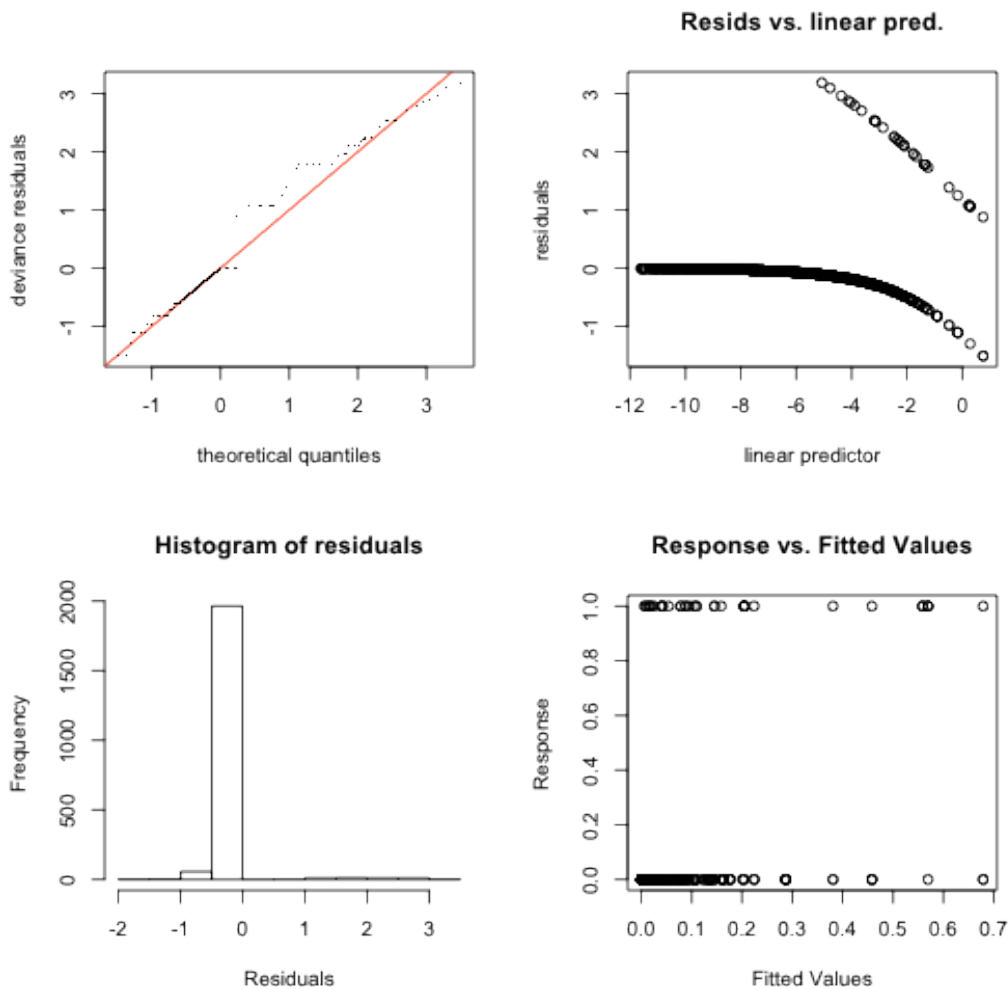 deviance residuals
3
2
1
0
-1
-1 0 1 2 3
theoretical quantiles
Resids vs. linear pred.
residuals
3
2
1
0
-1
-12 -10 -8 -6 -4 -2 0
linear predictor
Histogram of residuals
Frequency
2000
1500
1000
500
0
-2 -1 0 1 2 3
Residuals
Response vs. Fitted Values
Response
1.0
0.8
0.6
0.4
0.2
0.0
0.0 0.1 0.2 0.3 0.4 0.5 0.6 0.7
Fitted Values